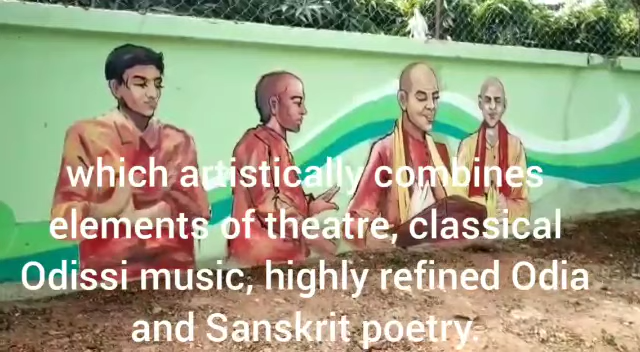 which artistically combines
elements of theatre, classical
Odissi music, highly refined Odia
and Sanskrit poetry.